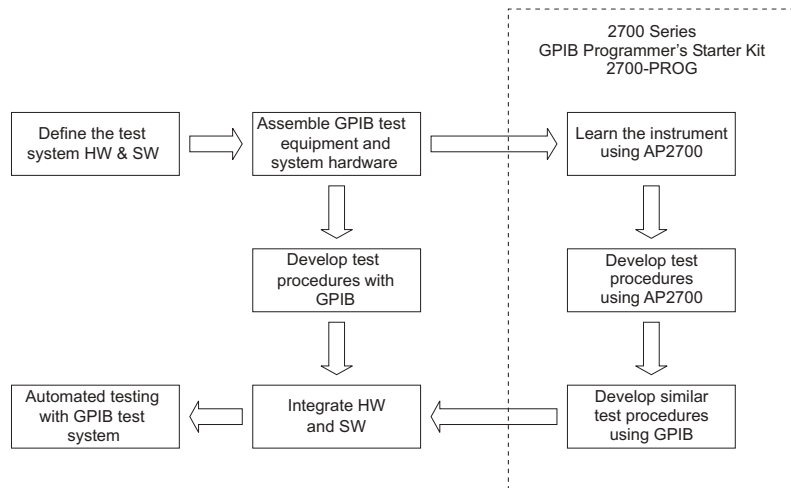 2700 Series
GPIB Programmer’s Starter Kit
2700-PROG
Define the test
system HW & SW
Assemble GPIB test
equipment and
system hardware
Learn the instrument
using AP2700
Develop test
procedures with
GPIB
Develop test
procedures
using AP2700
Automated testing
with GPIB test
system
Integrate HW
and SW
Develop similar
test procedures
using GPIB